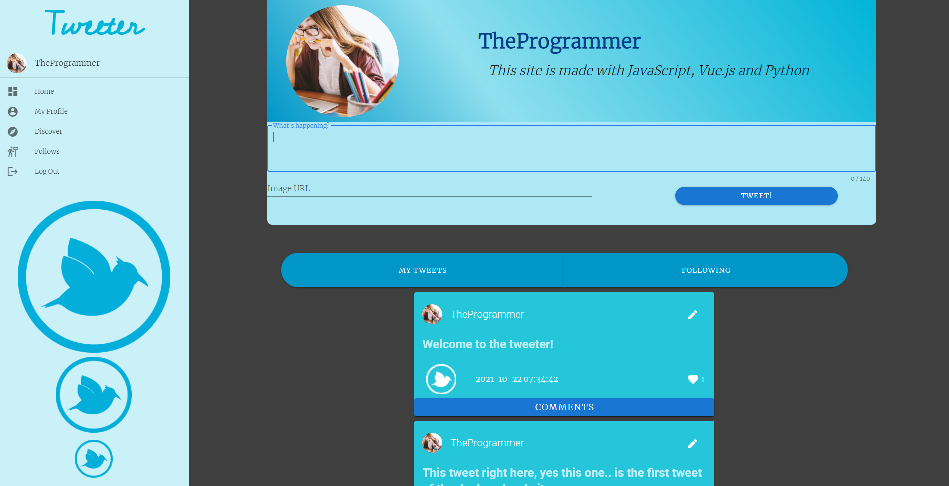 Tweeter
TheProgrammer
Home
My Profile
Discover
Follows
Log Out
TheProgrammer
This site is made with JavaScript, Vue.js and Python
What's happening?
0 / 140
Image URL
TWEET!
MY TWEETS
FOLLOWING
TheProgrammer
Welcome to the tweeter!
2021-10-22 07:34:42
1
COMMENTS
TheProgrammer
This tweet right here, yes this one.. is the first tweet